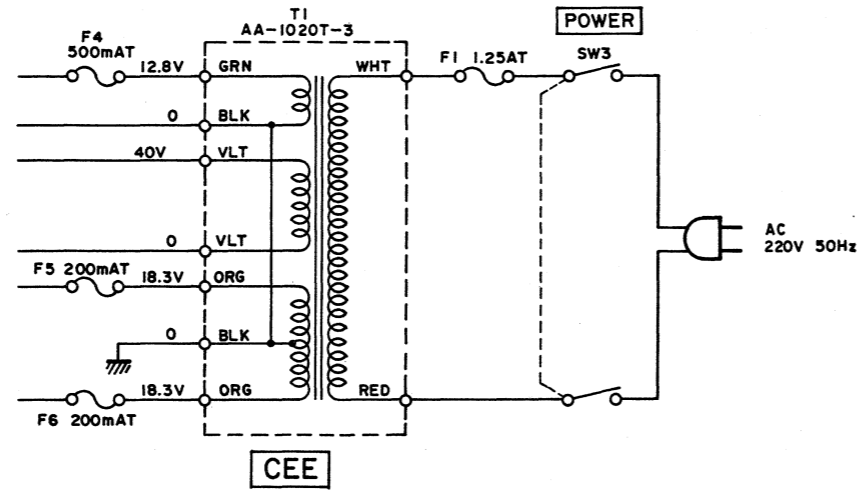 T1
AA-1020T-3
POWER
F4
500mAT
12.8V
GRN
WHT
F1 1.25AT
SW3
0
BLK
40V
VLT
0
VLT
F5 200mAT
18.3V
ORG
0
BLK
F6 200mAT
18.3V
ORG
RED
AC
220V 50Hz
CEE